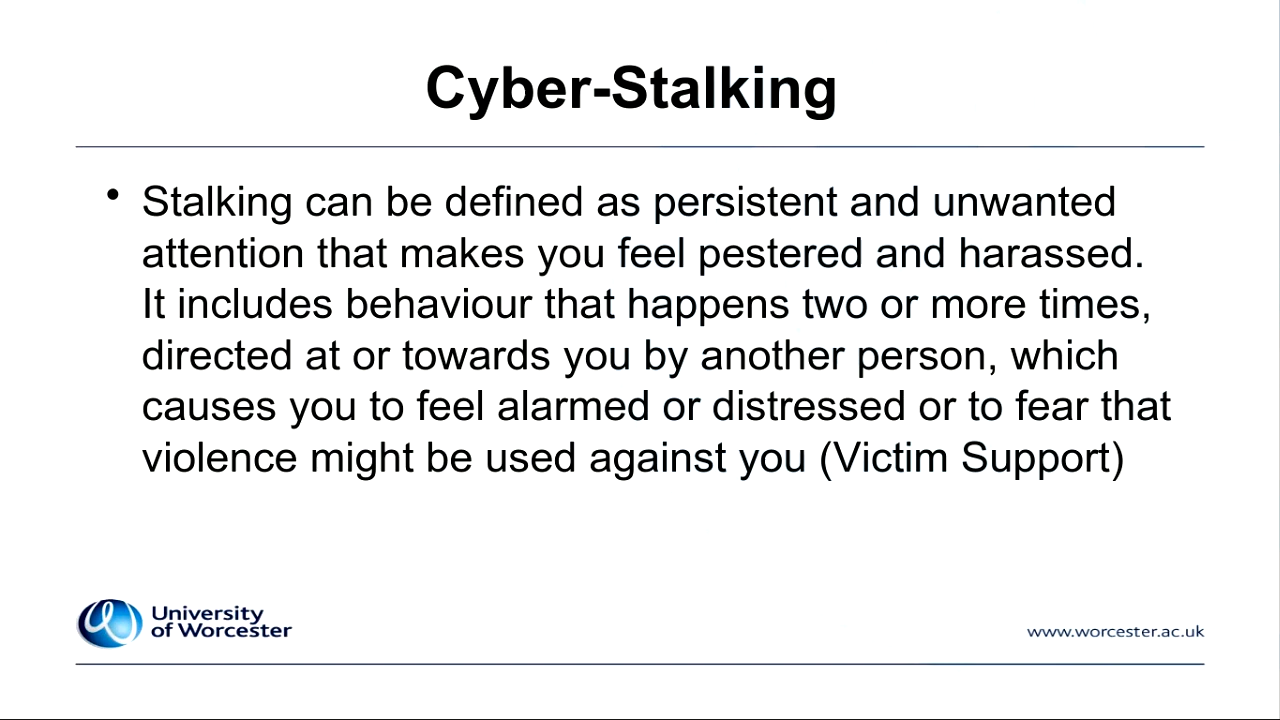 Cyber-Stalking
• Stalking can be defined as persistent and unwanted
attention that makes you feel pestered and harassed.
It includes behaviour that happens two or more times,
directed at or towards you by another person, which
causes you to feel alarmed or distressed or to fear that
violence might be used against you (Victim Support)
University
of Worcester
www.worcester.ac.uk